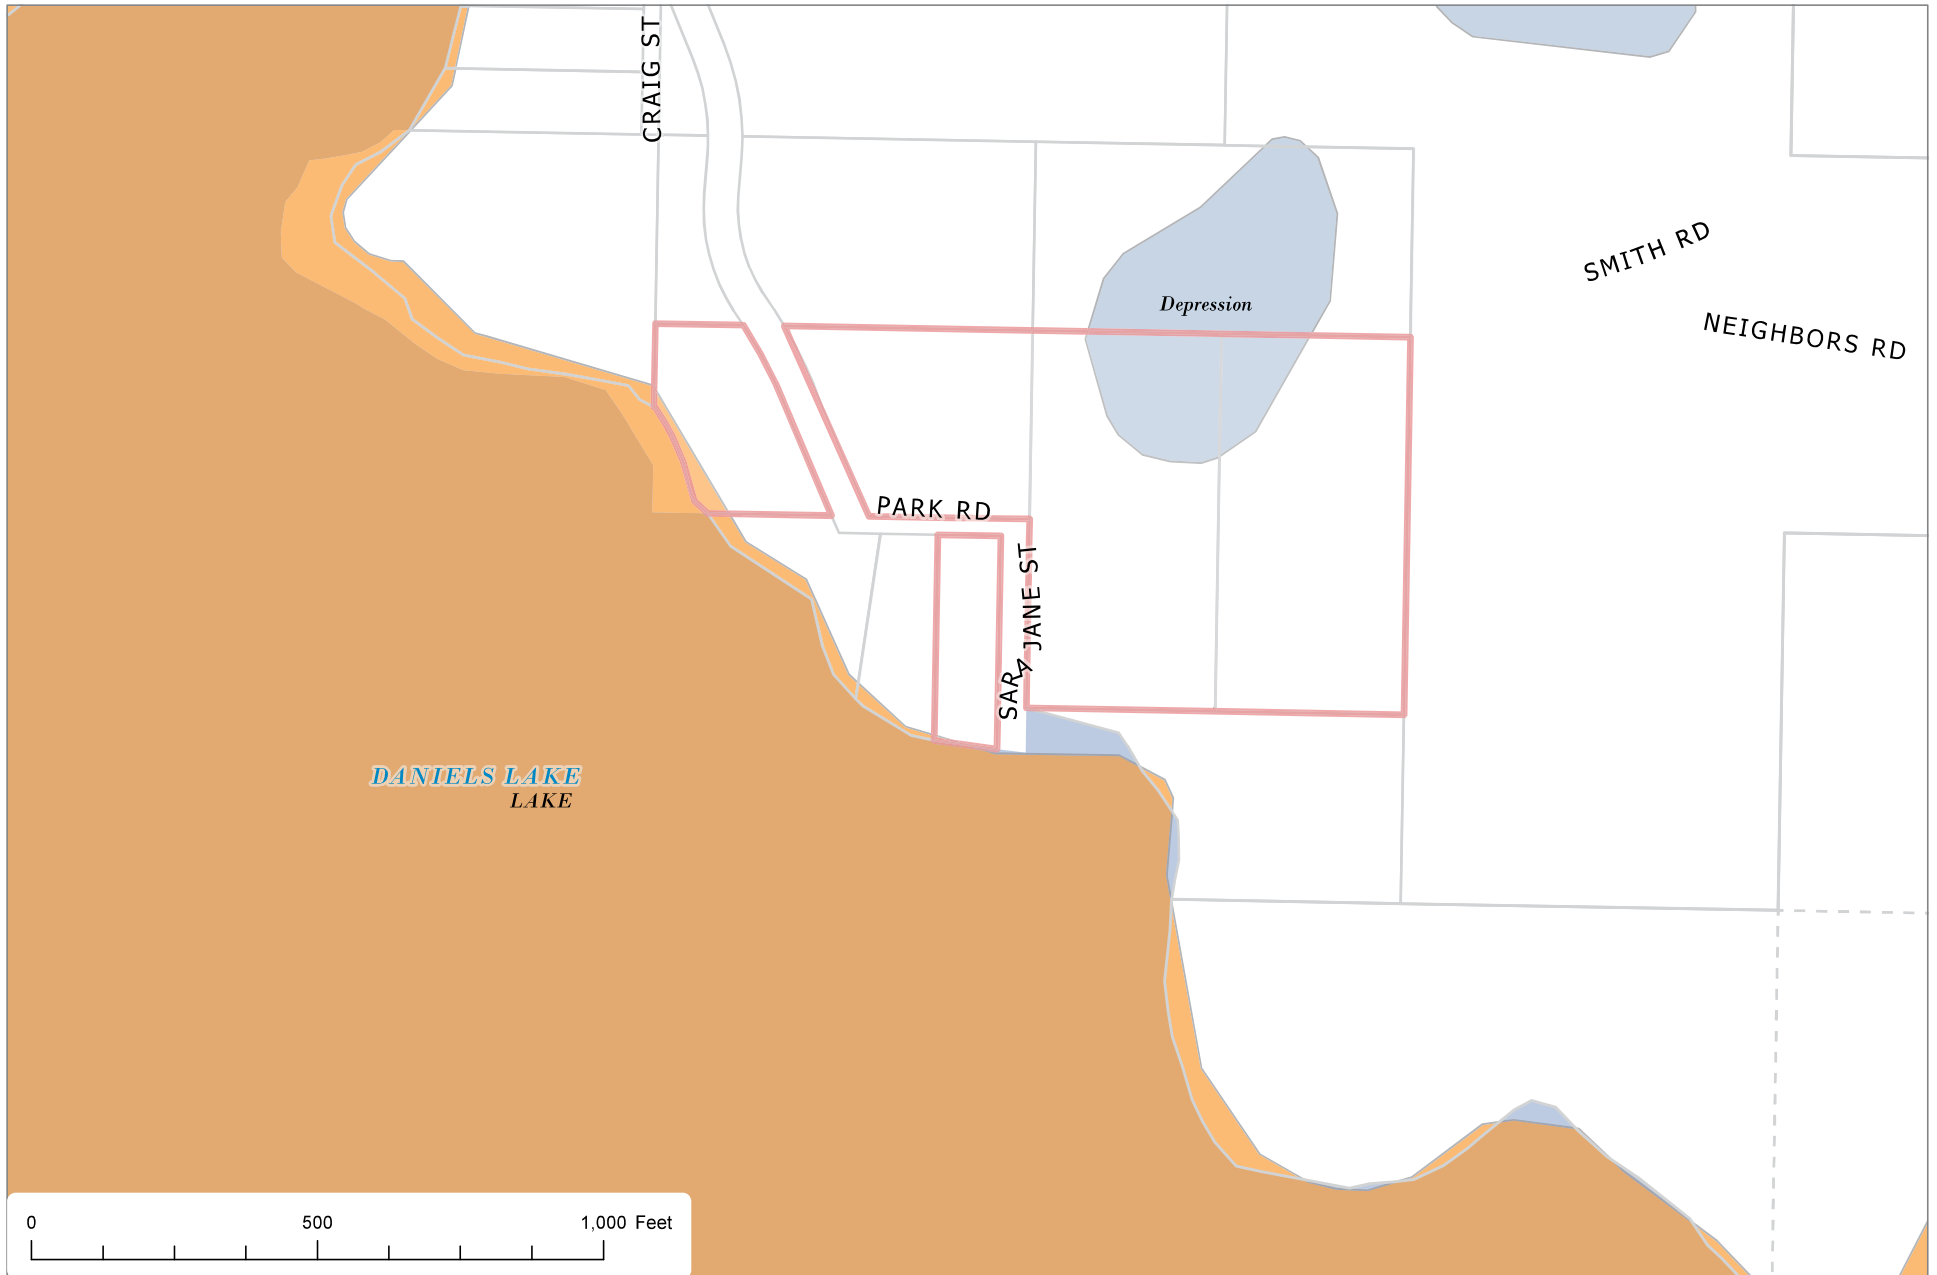 CRAIG ST
SMITH RD
Depression
NEIGHBORS RD
PARK RD
SARA JANE ST
DANIELS LAKE
LAKE
0 500 1,000 Feet